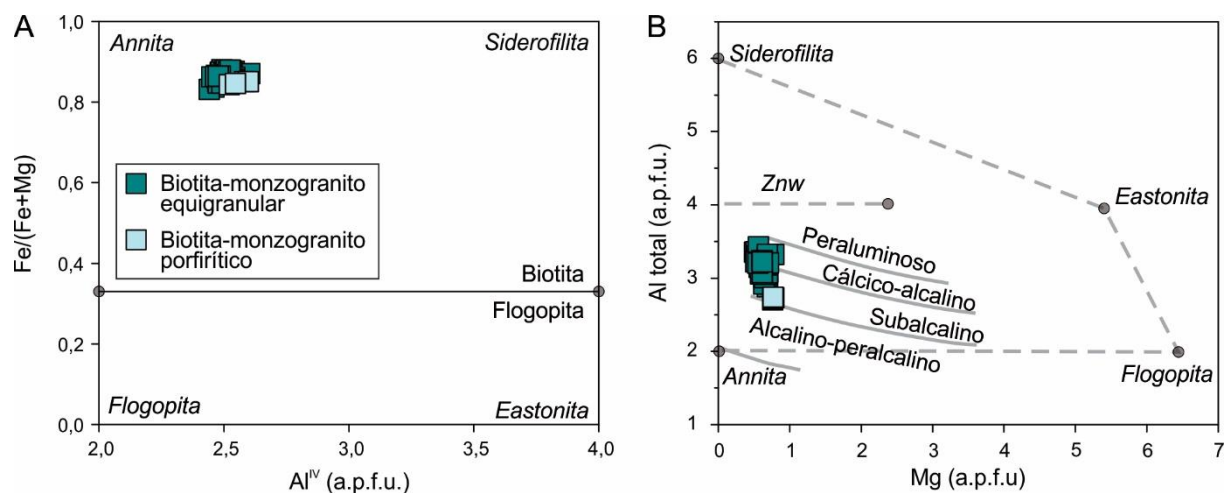 A
1,0
0,8
0,6
0,4
0,2
0,0
Fe/(Fe+Mg)
Annita
Siderofilita
Biotita-monzogranito
equigranular
Biotita-monzogranito
porfirítico
Biotita
Flogopita
Flogopita
Eastonita
2,0
2,5
3,5
4,0
Al^IV (a.p.f.u.)
B
6
5
4
3
2
1
Al total (a.p.f.u.)
Siderofilita
Znw
Eastonita
Peraluminoso
Cálcico-alcalino
Subalcalino
Alcalino-peralcalino
Annita
Flogopita
0
1
2
3
4
5
6
7
Mg (a.p.f.u)